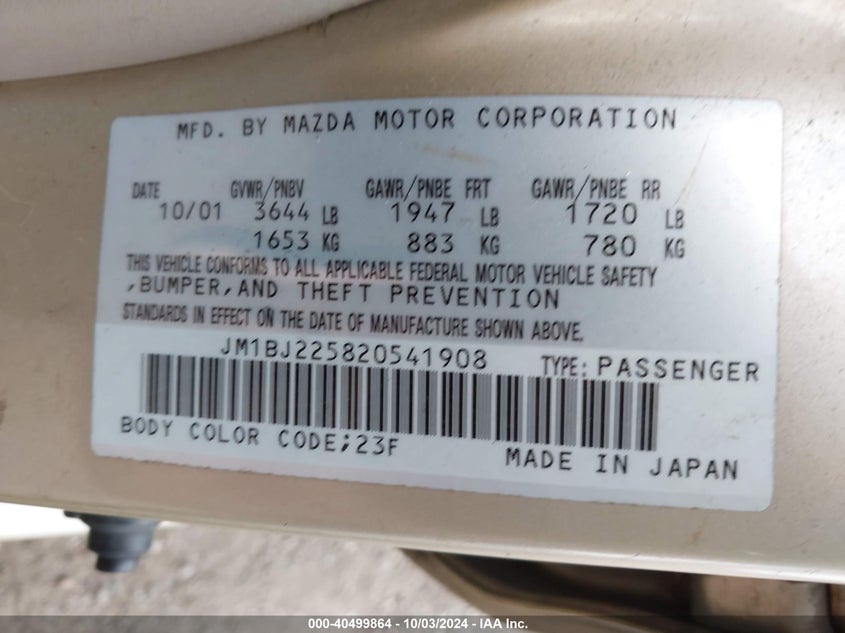 MFD. BY MAZDA MOTOR CORPORATION
DATE GVWR/PNBV GAWR/PNBE FRT GAWR/PNBE RR
10/01 3644 LB 1947 LB 1720 LB
1653 KG 883 KG 780 KG
THIS VEHICLE CONFORMS TO ALL APPLICABLE FEDERAL MOTOR VEHICLE SAFETY
,BUMPER,AND THEFT PREVENTION
STANDARDS IN EFFECT ON THE DATE OF MANUFACTURE SHOWN ABOVE.
JM1BJ225820541908 TYPE: PASSENGER
BODY COLOR CODE;23F
MADE IN JAPAN
000-40499864 - 10/03/2024 - IAA Inc.